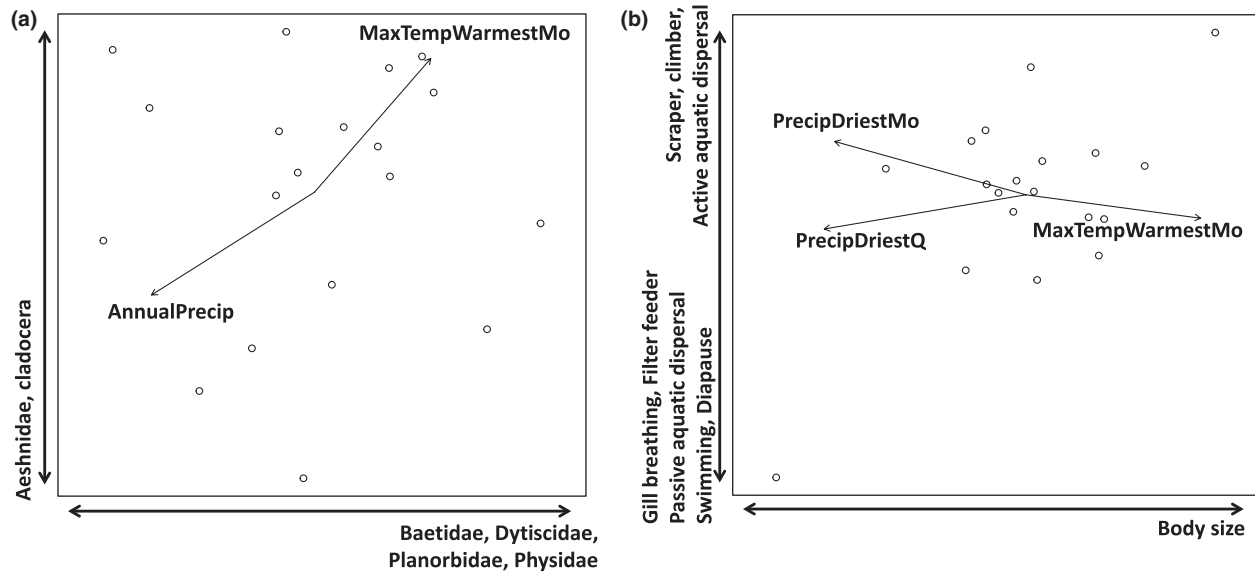 (a)
MaxTempWarmestMo
AnnualPrecip
Aeshnidae, cladocera
Baetidae, Dytiscidae,
Planorbidae, Physidae
(b)
Scraper, climber,
Active aquatic dispersal
PrecipDriestMo
PrecipDriestQ
MaxTempWarmestMo
Gill breathing, Filter feeder
Passive aquatic dispersal
Swimming, Diapause
Body size